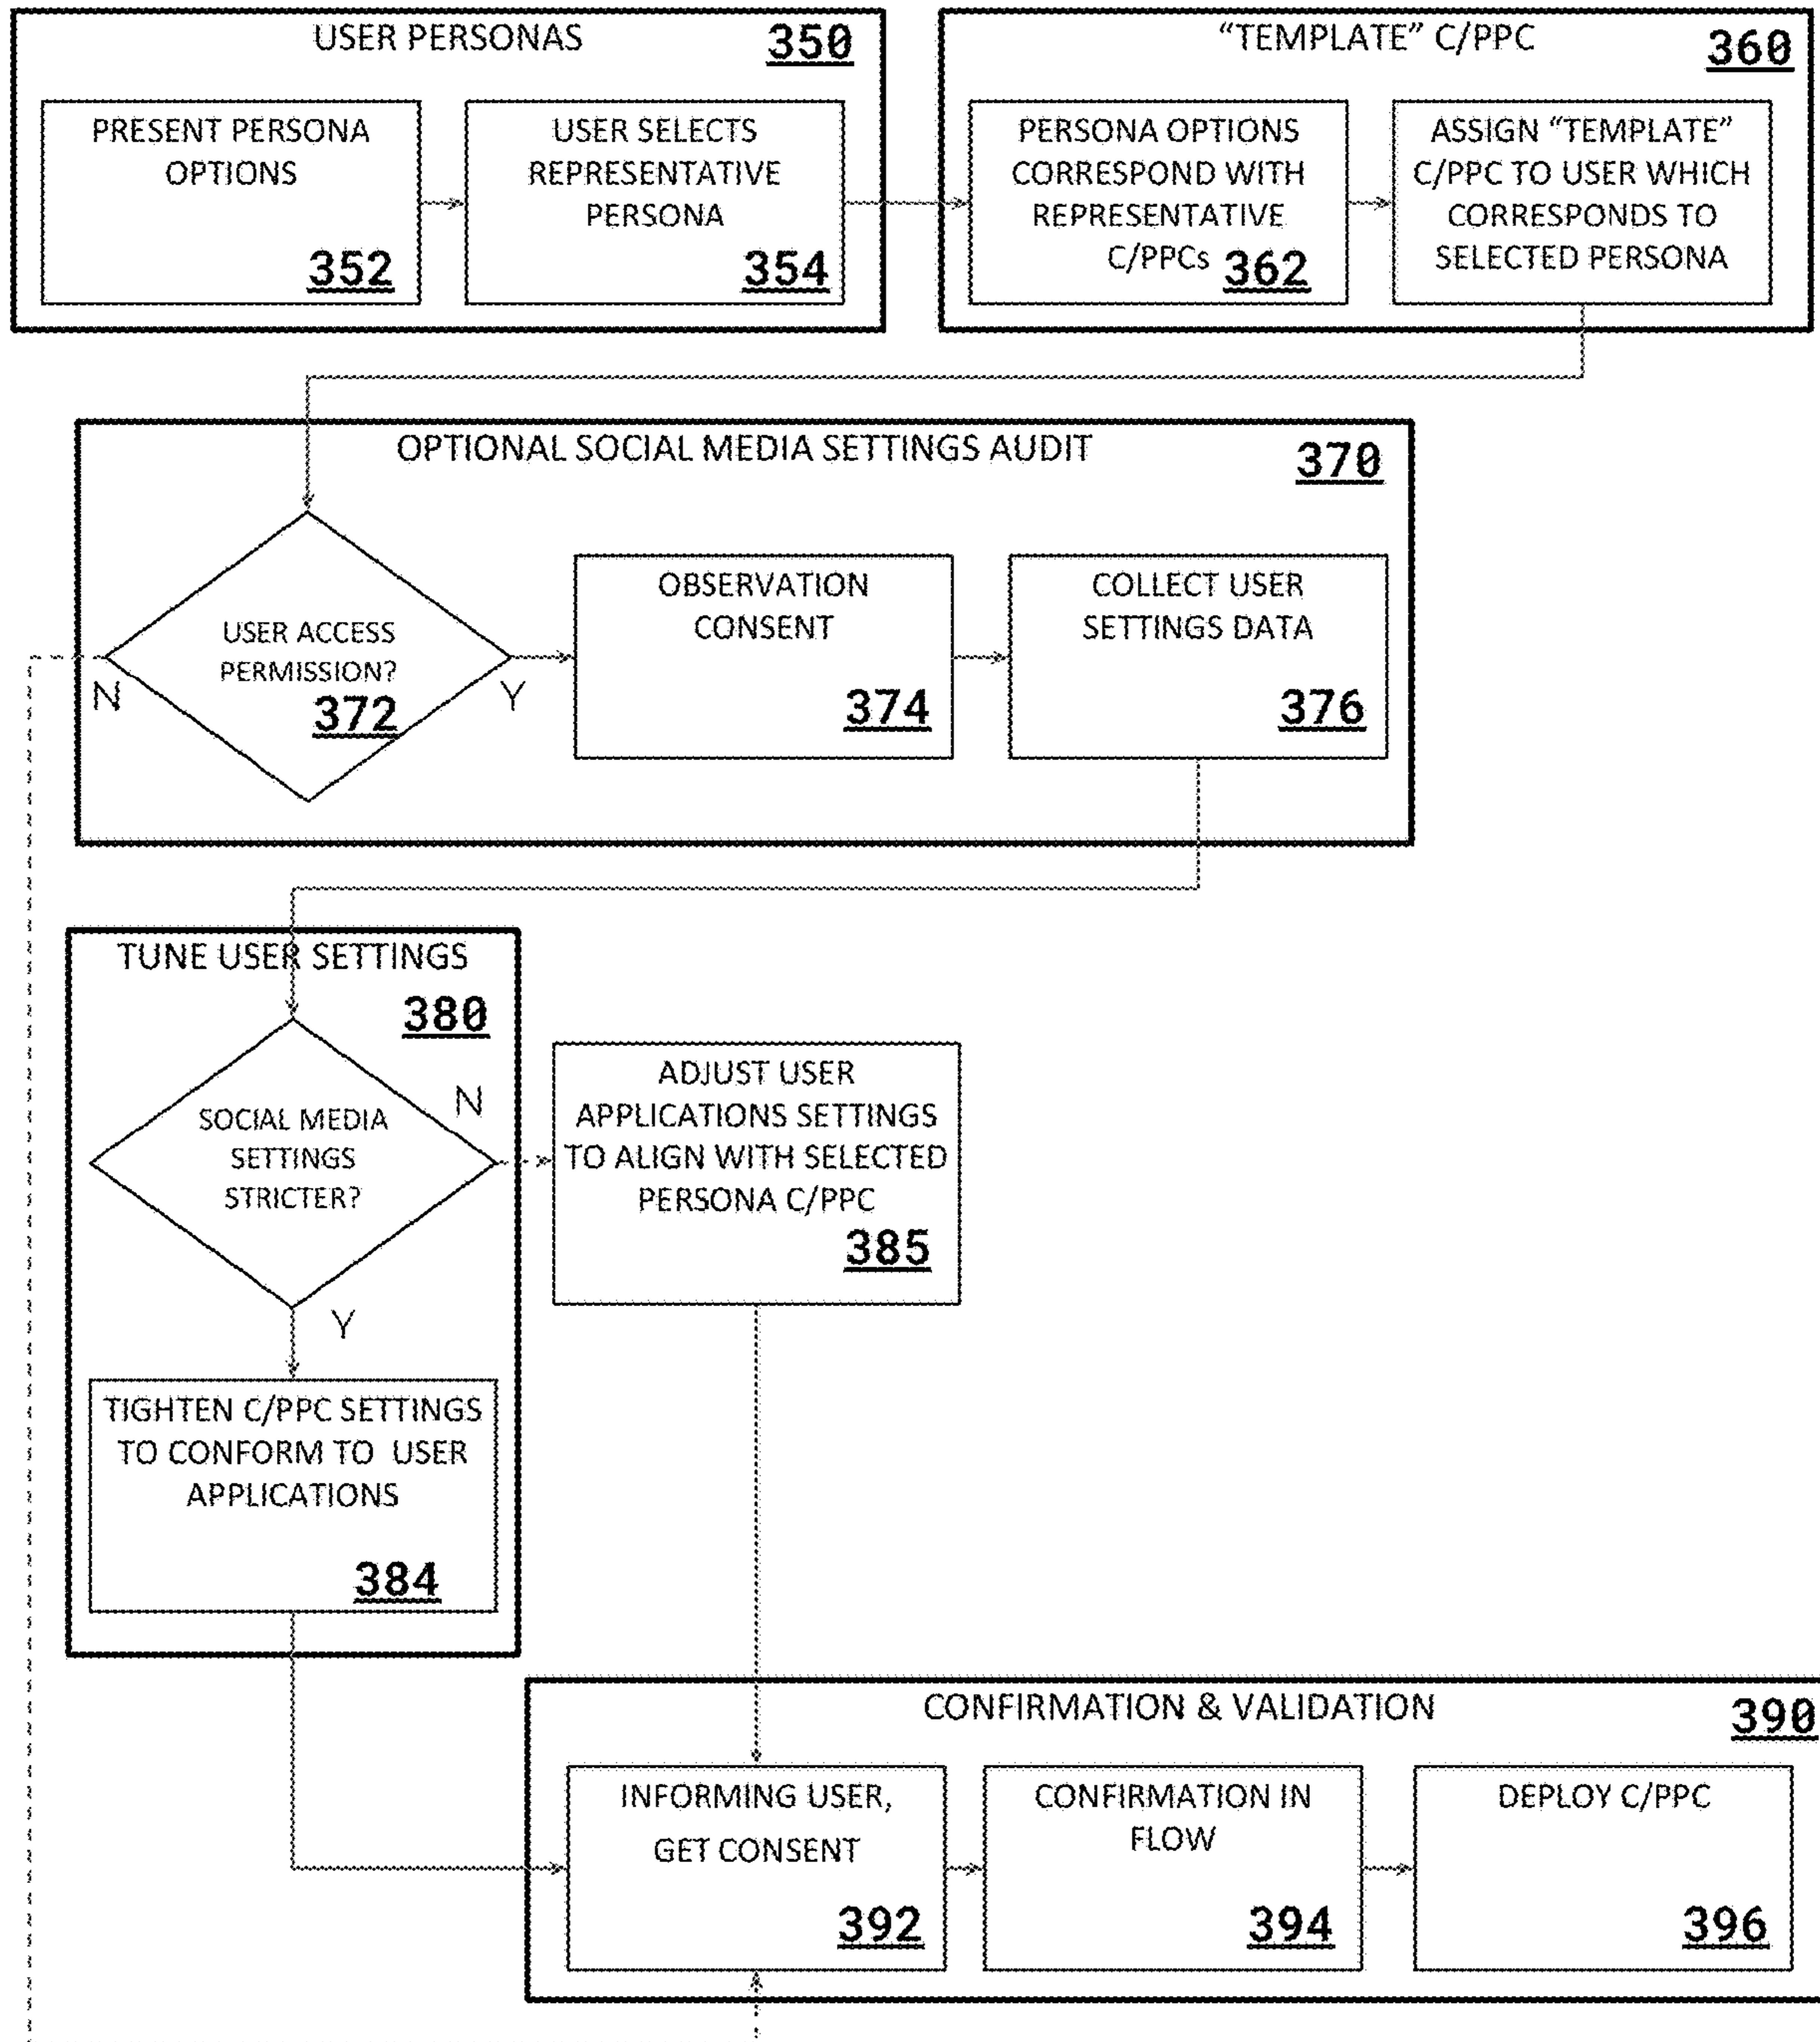 USER PERSONAS
350
PRESENT PERSONA
OPTIONS
352
USER SELECTS
REPRESENTATIVE
PERSONA
354
“TEMPLATE” C/PPC
360
PERSONA OPTIONS
CORRESPOND WITH
REPRESENTATIVE
C/PPCs 362
ASSIGN “TEMPLATE”
C/PPC TO USER WHICH
CORRESPONDS TO
SELECTED PERSONA
OPTIONAL SOCIAL MEDIA SETTINGS AUDIT
370
USER ACCESS
PERMISSION?
372
N
Y
OBSERVATION
CONSENT
374
COLLECT USER
SETTINGS DATA
376
TUNE USER SETTINGS
380
SOCIAL MEDIA
SETTINGS
STRICTER?
N
Y
ADJUST USER
APPLICATIONS SETTINGS
TO ALIGN WITH SELECTED
PERSONA C/PPC
385
TIGHTEN C/PPC SETTINGS
TO CONFORM TO USER
APPLICATIONS
384
CONFIRMATION & VALIDATION
390
INFORMING USER,
GET CONSENT
392
CONFIRMATION IN
FLOW
394
DEPLOY C/PPC
396